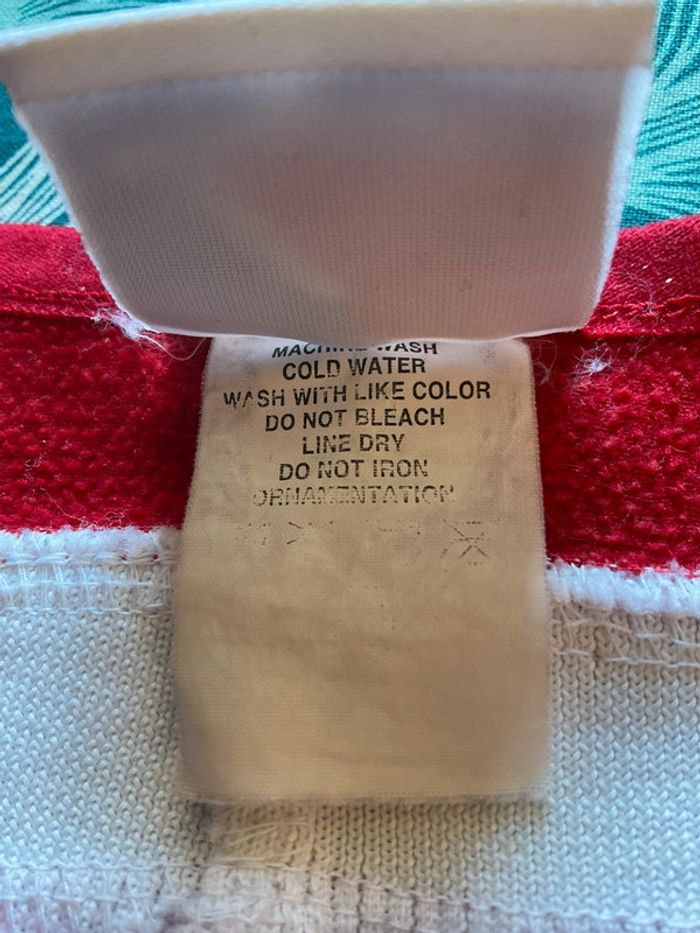 MACHINE WASH
COLD WATER
WASH WITH LIKE COLOR
DO NOT BLEACH
LINE DRY
DO NOT IRON
ORNAMENTATION